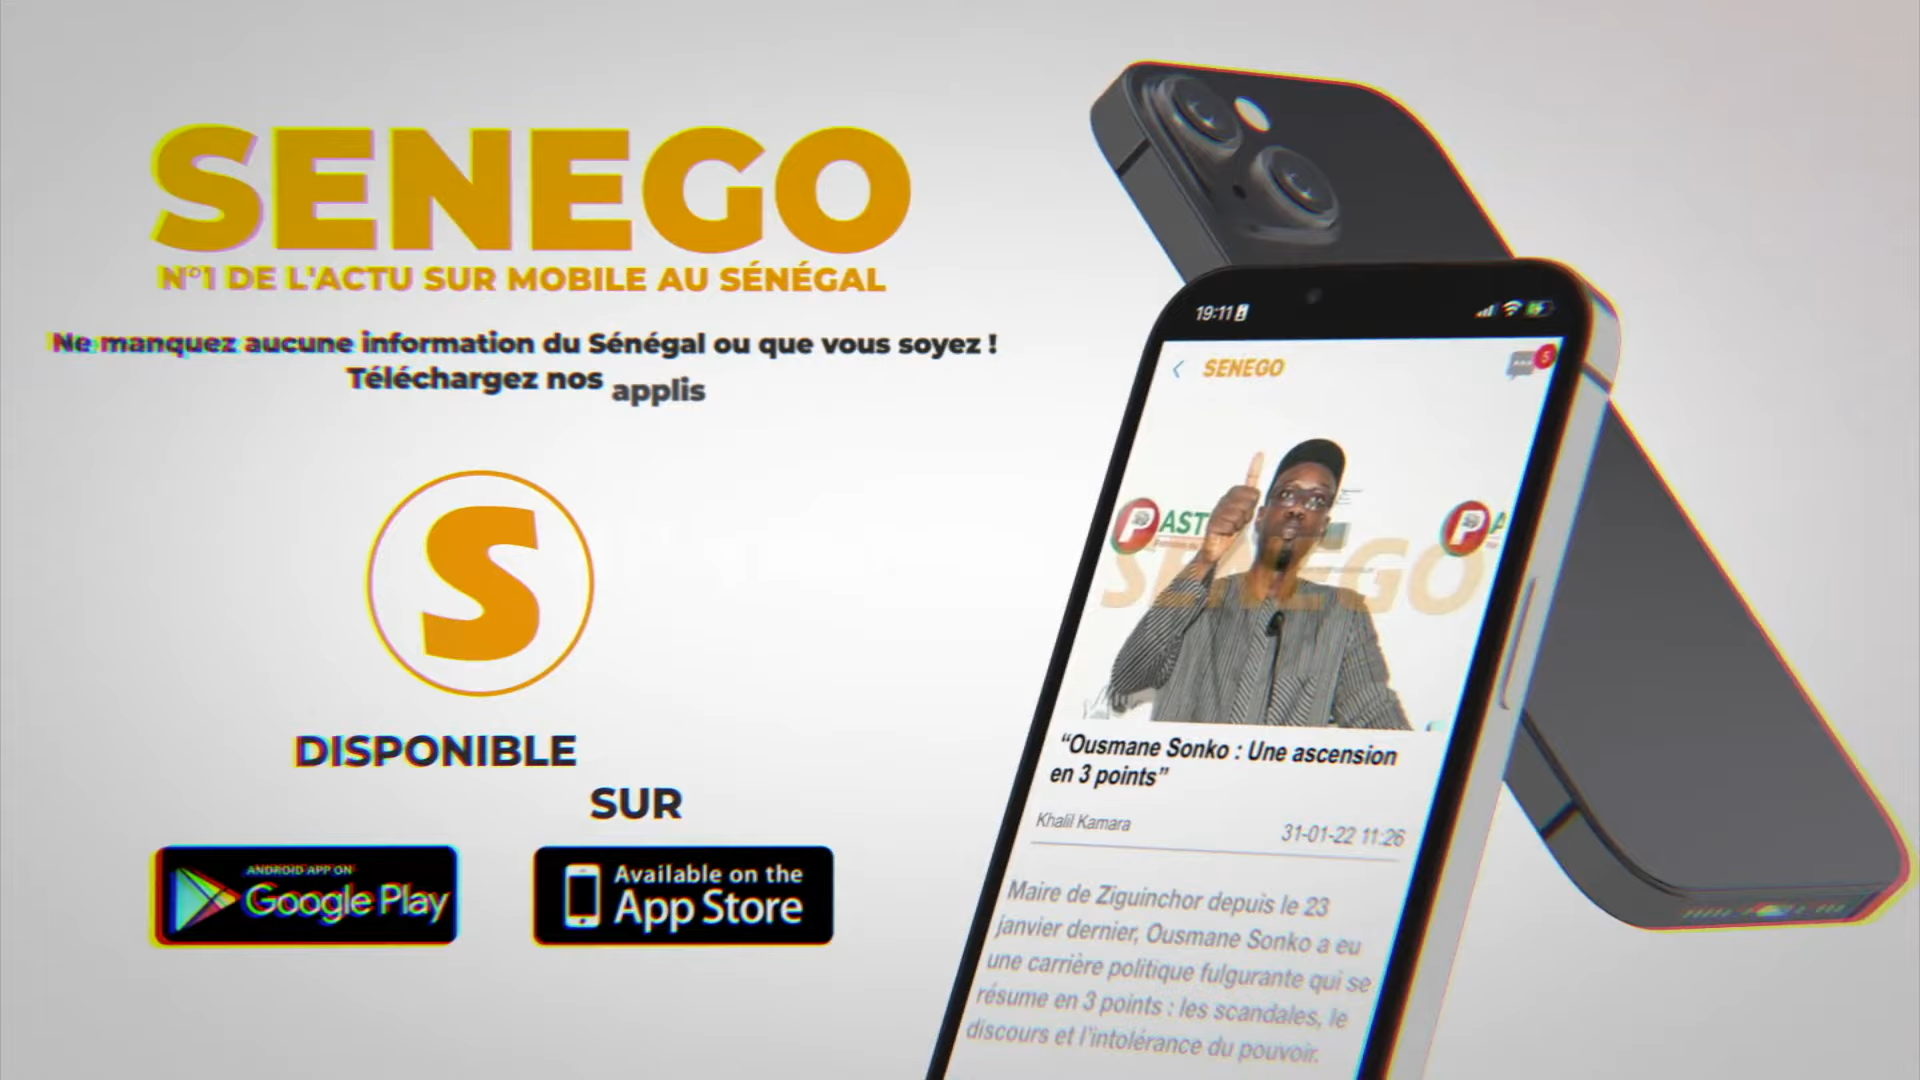 SENEGO
N°1 DE L'ACTU SUR MOBILE AU SÉNÉGAL
Ne manquez aucune information du Sénégal ou que vous soyez !
Téléchargez nos applis
S
DISPONIBLE
SUR
ANDROID APP ON
Google Play
Available on the
App Store
19:11
SENEGO
5
PAST
PA
SENEGO
“Ousmane Sonko : Une ascension
en 3 points”
Khalil Kamara
31-01-22 11:26
Maire de Ziguinchor depuis le 23
janvier dernier, Ousmane Sonko a eu
une carrière politique fulgurante qui se
résume en 3 points : les scandales, le
discours et l'intolérance du pouvoir.